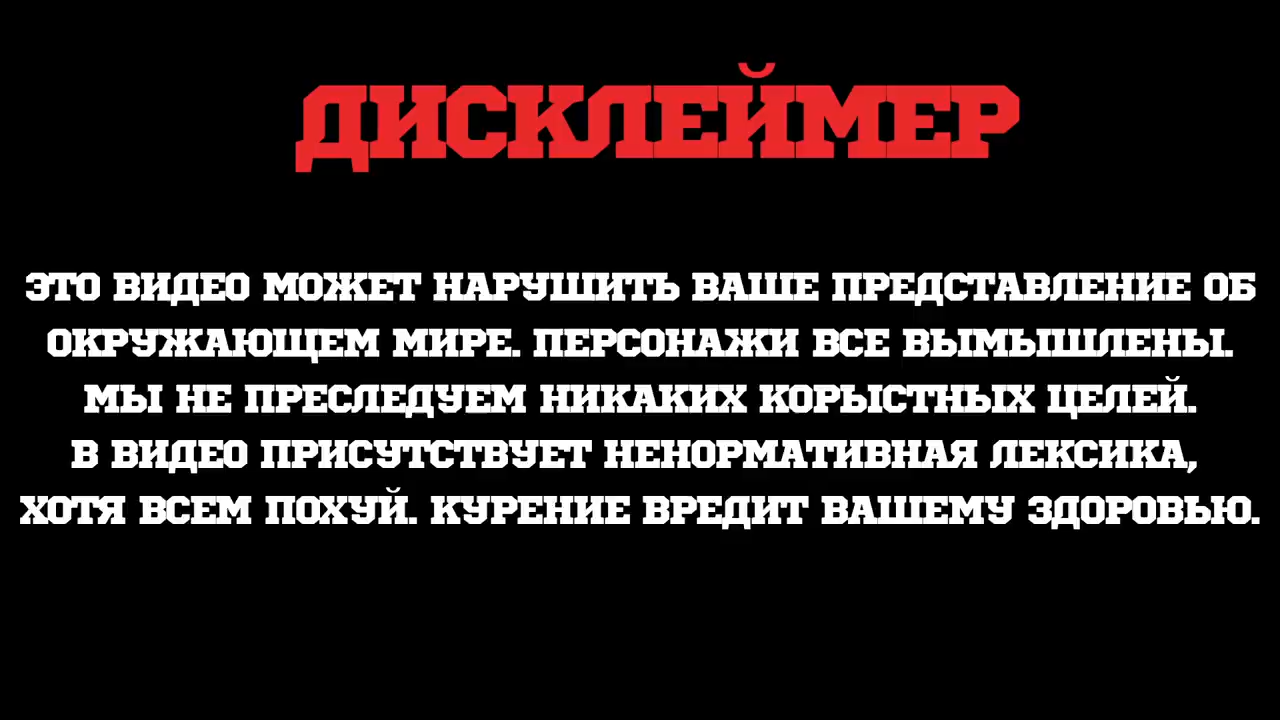 ДИСКЛЕЙМЕР
ЭТО ВИДЕО МОЖЕТ НАРУШИТЬ ВАШЕ ПРЕДСТАВЛЕНИЕ ОБ
ОКРУЖАЮЩЕМ МИРЕ. ПЕРСОНАЖИ ВСЕ ВЫМЫШЛЕНЫ.
МЫ НЕ ПРЕСЛЕДУЕМ НИКАКИХ КОРЫСТНЫХ ЦЕЛЕЙ.
В ВИДЕО ПРИСУТСТВУЕТ НЕНОРМАТИВНАЯ ЛЕКСИКА,
ХОТЯ ВСЕМ ПОХУЙ. КУРЕНИЕ ВРЕДИТ ВАШЕМУ ЗДОРОВЬЮ.